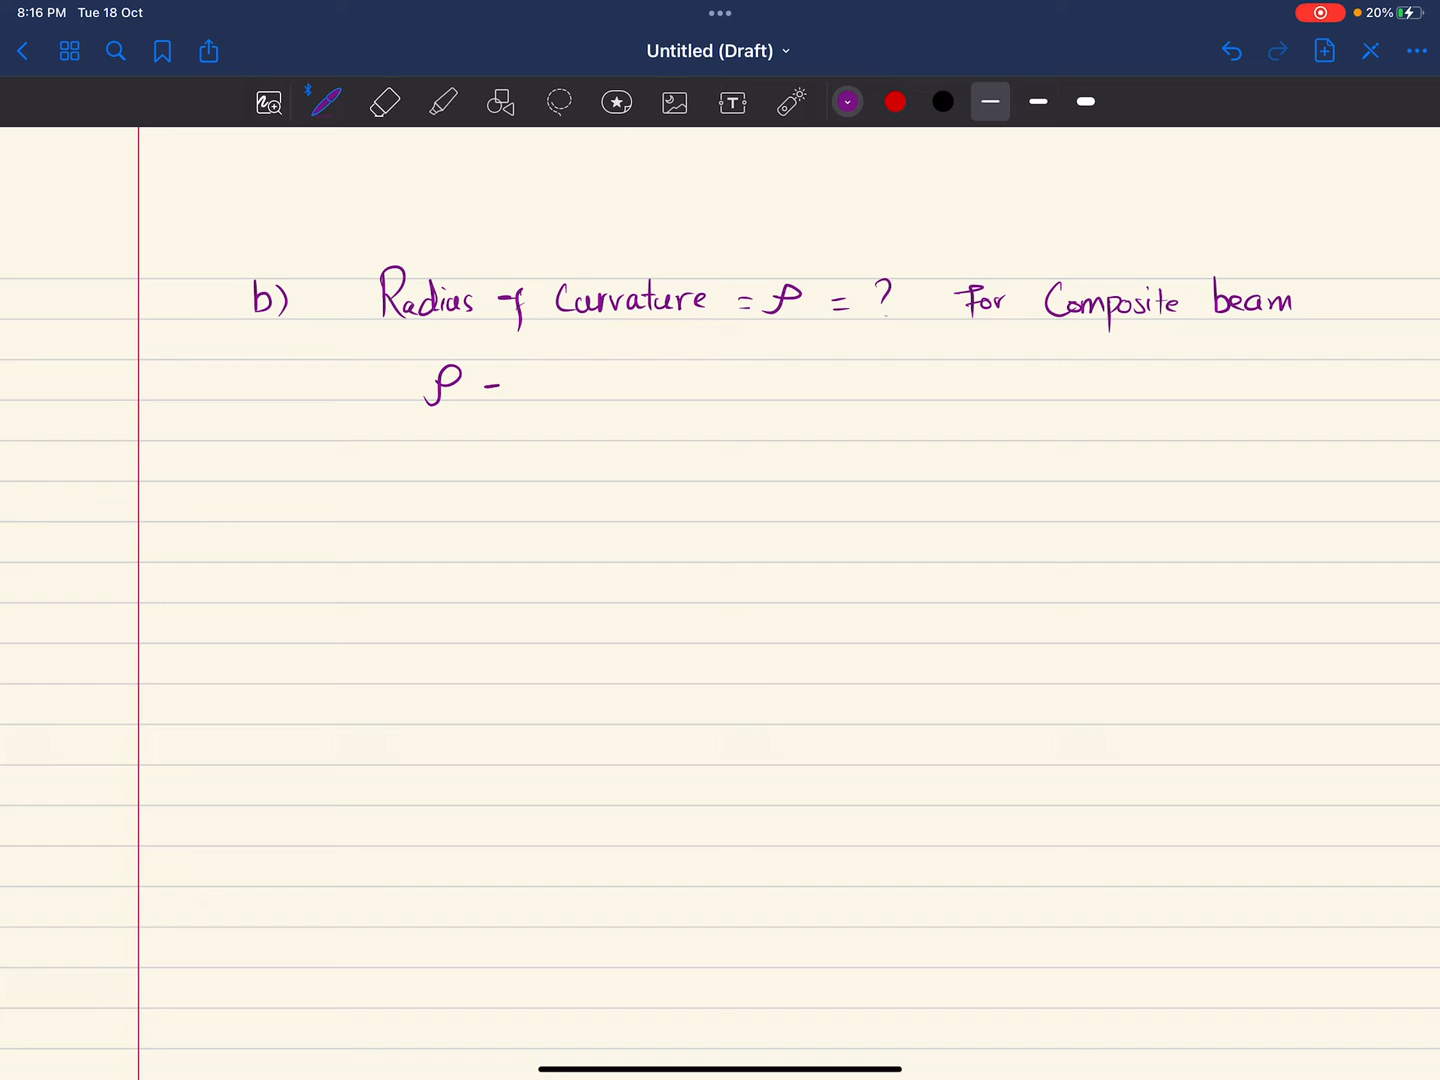 8:16 PM Tue 18 Oct
20%
Untitled (Draft)
T
b) Radius of Curvature = ρ = ? For Composite beam
ρ -